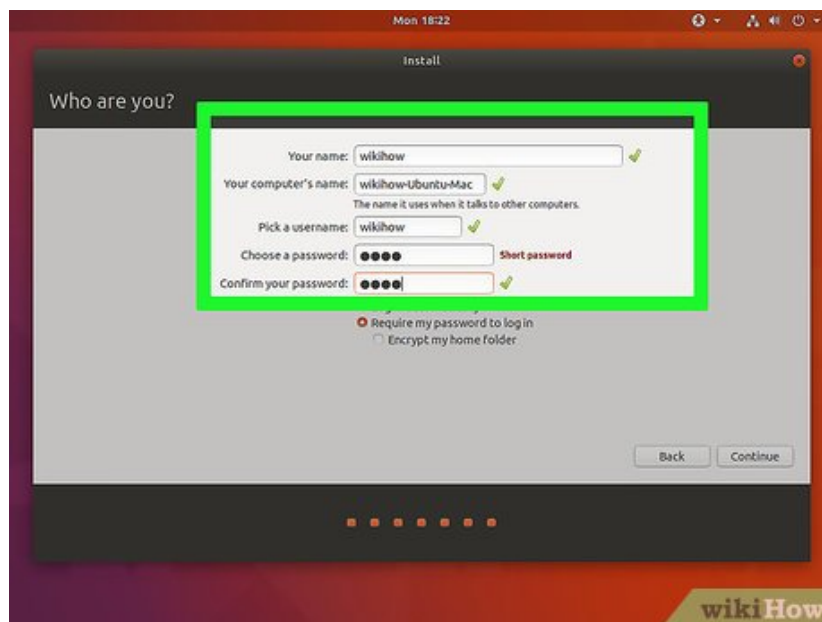 Mon 18:22
Install
Who are you?
Your name: wikihow
Your computer's name: wikihow-Ubuntu-Mac
The name it uses when it talks to other computers.
Pick a username: wikihow
Choose a password: ●●●● Short password
Confirm your password: ●●●●
Require my password to log in
Encrypt my home folder
Back Continue
wikiHow